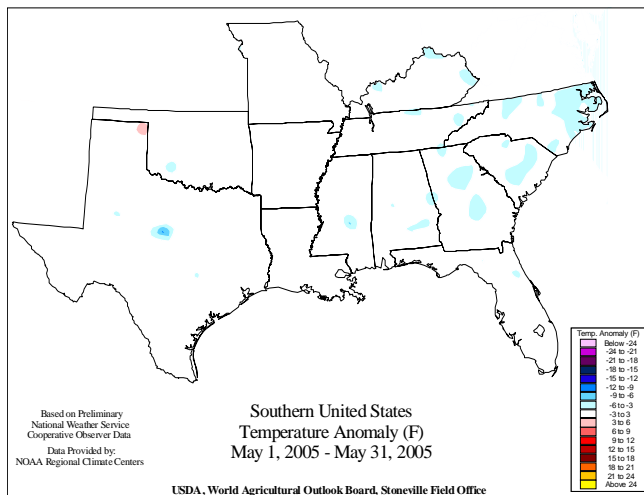 Temp. Anomaly (F)
Below -24
-24 to -21
-21 to -18
-18 to -15
-15 to -12
-12 to -9
-9 to -6
-6 to -3
-3 to 3
3 to 6
6 to 9
9 to 12
12 to 15
15 to 18
18 to 21
21 to 24
Above 24
Based on Preliminary
National Weather Service
Cooperative Observer Data
Data Provided by:
NOAA Regional Climate Centers
Southern United States
Temperature Anomaly (F)
May 1, 2005 - May 31, 2005
USDA, World Agricultural Outlook Board, Stoneville Field Office